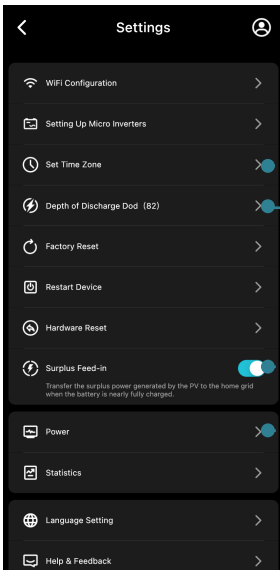 Settings
WiFi Configuration
Setting Up Micro Inverters
Set Time Zone
Depth of Discharge Dod (82)
Factory Reset
Restart Device
Hardware Reset
Surplus Feed-in
Transfer the surplus power generated by the PV to the home grid
when the battery is nearly fully charged.
Power
Statistics
Language Setting
Help & Feedback